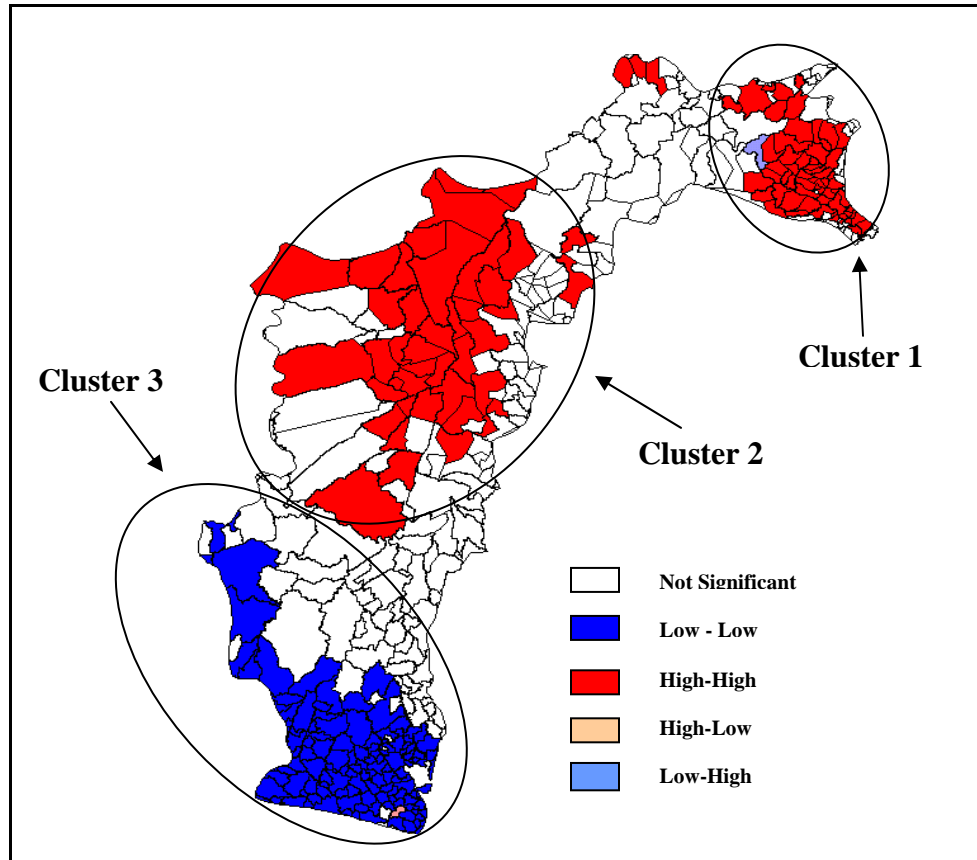 Cluster 1
Cluster 3
Cluster 2
Not Significant
Low - Low
High-High
High-Low
Low-High